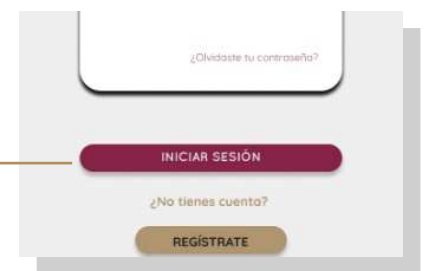 ¿Olvidaste tu contraseña?
INICIAR SESIÓN
¿No tienes cuenta?
REGÍSTRATE